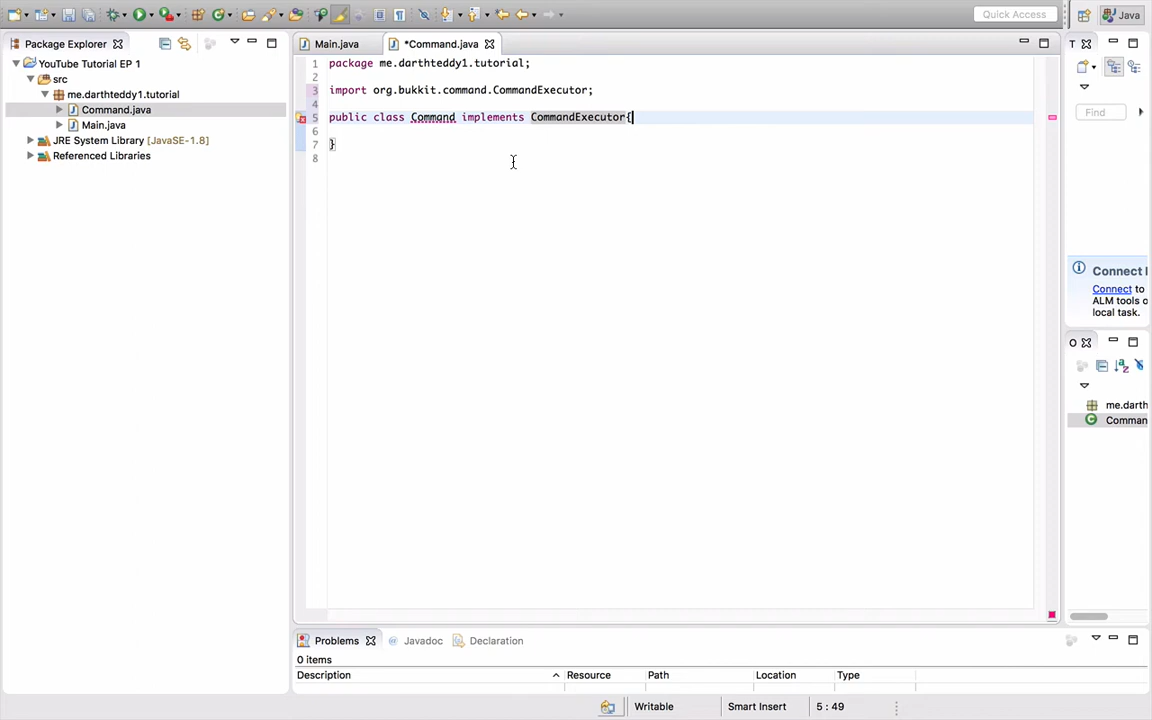 Quick Access
Java
Package Explorer
Main.java
*Command.java
T
YouTube Tutorial EP 1
src
me.darthteddy1.tutorial
Command.java
Main.java
JRE System Library [JavaSE-1.8]
Referenced Libraries
1 package me.darthteddy1.tutorial;
2
3 import org.bukkit.command.CommandExecutor;
4
5 public class Command implements CommandExecutor{
6
7 }
8
Find
Connect
Connect to
ALM tools o
local task.
O
me.darth
Comman
Problems
@ Javadoc
Declaration
0 items
Description
Resource
Path
Location
Type
Writable
Smart Insert
5 : 49